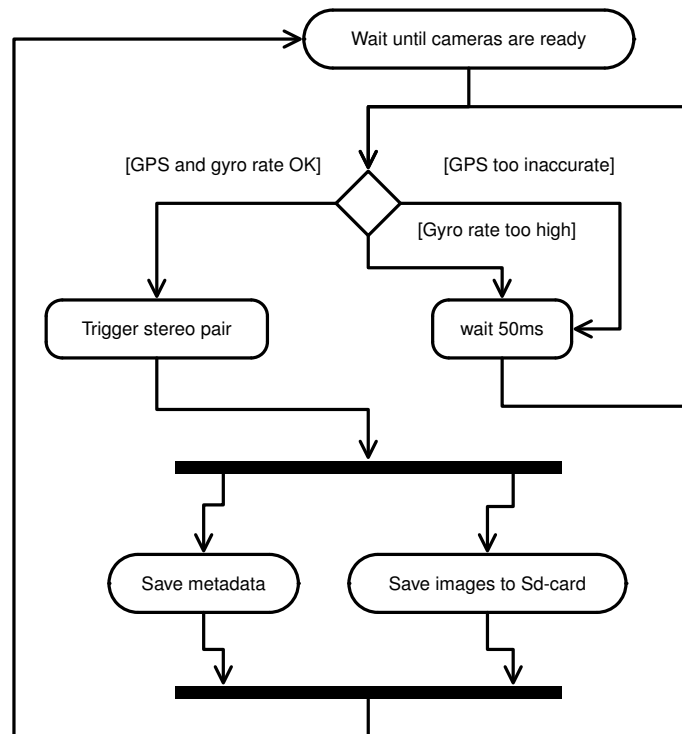 Wait until cameras are ready
[GPS and gyro rate OK]
[GPS too inaccurate]
[Gyro rate too high]
Trigger stereo pair
wait 50ms
Save metadata
Save images to Sd-card